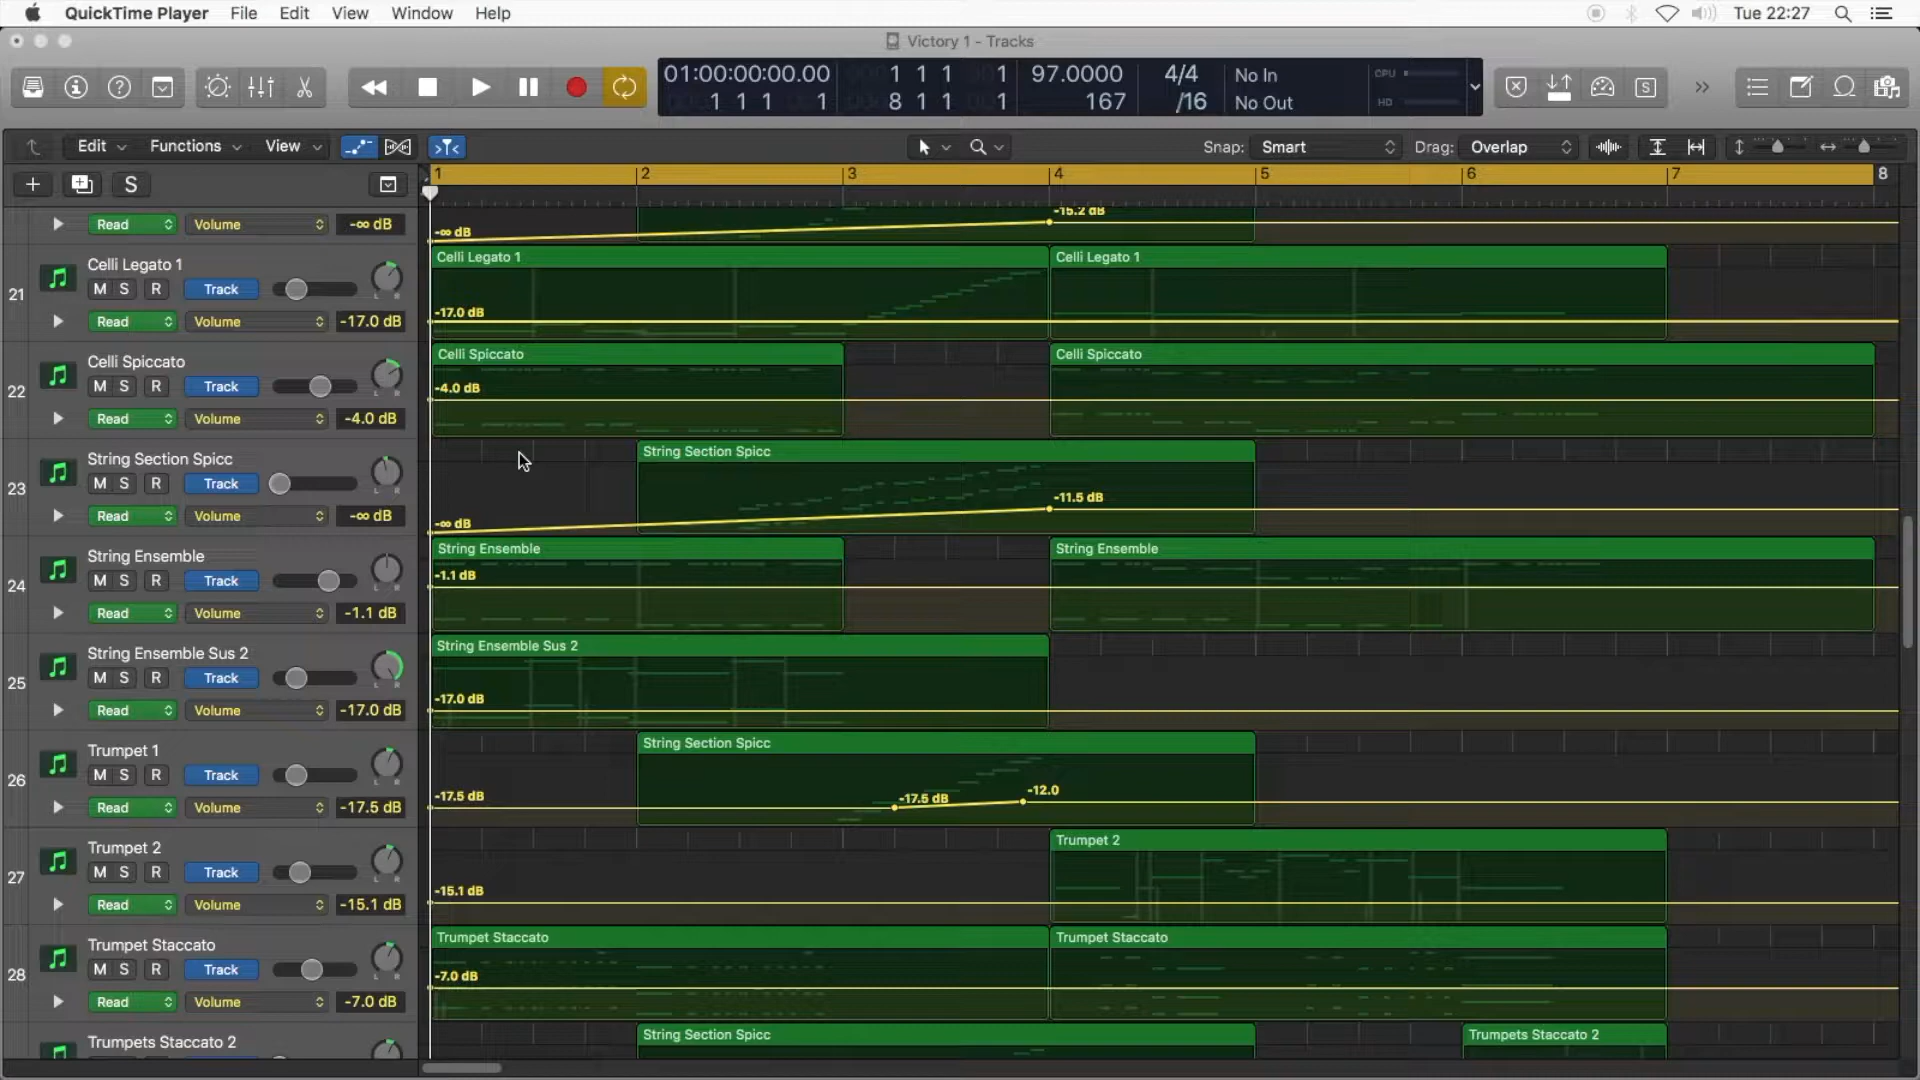 QuickTime Player File Edit View Window Help Tue 22:27
Victory 1 - Tracks
01:00:00:00.00 1 1 1 1 97.0000 4/4 No In CPU
1 1 1 1 8 1 1 1 167 /16 No Out HD
Edit Functions View Snap: Smart Drag: Overlap
S
1 2 3 4 5 6 7 8
Read Volume -∞ dB
-∞ dB -15.2 dB
21 Celli Legato 1
M S R Track L R
Read Volume -17.0 dB
Celli Legato 1 Celli Legato 1
-17.0 dB
22 Celli Spiccato
M S R Track L R
Read Volume -4.0 dB
Celli Spiccato Celli Spiccato
-4.0 dB
23 String Section Spicc
M S R Track L R
Read Volume -∞ dB
String Section Spicc
-∞ dB -11.5 dB
24 String Ensemble
M S R Track L R
Read Volume -1.1 dB
String Ensemble String Ensemble
-1.1 dB
25 String Ensemble Sus 2
M S R Track L R
Read Volume -17.0 dB
String Ensemble Sus 2
-17.0 dB
26 Trumpet 1
M S R Track L R
Read Volume -17.5 dB
String Section Spicc
-17.5 dB -17.5 dB -12.0
27 Trumpet 2
M S R Track L R
Read Volume -15.1 dB
Trumpet 2
-15.1 dB
28 Trumpet Staccato
M S R Track L R
Read Volume -7.0 dB
Trumpet Staccato Trumpet Staccato
-7.0 dB
Trumpets Staccato 2
String Section Spicc Trumpets Staccato 2